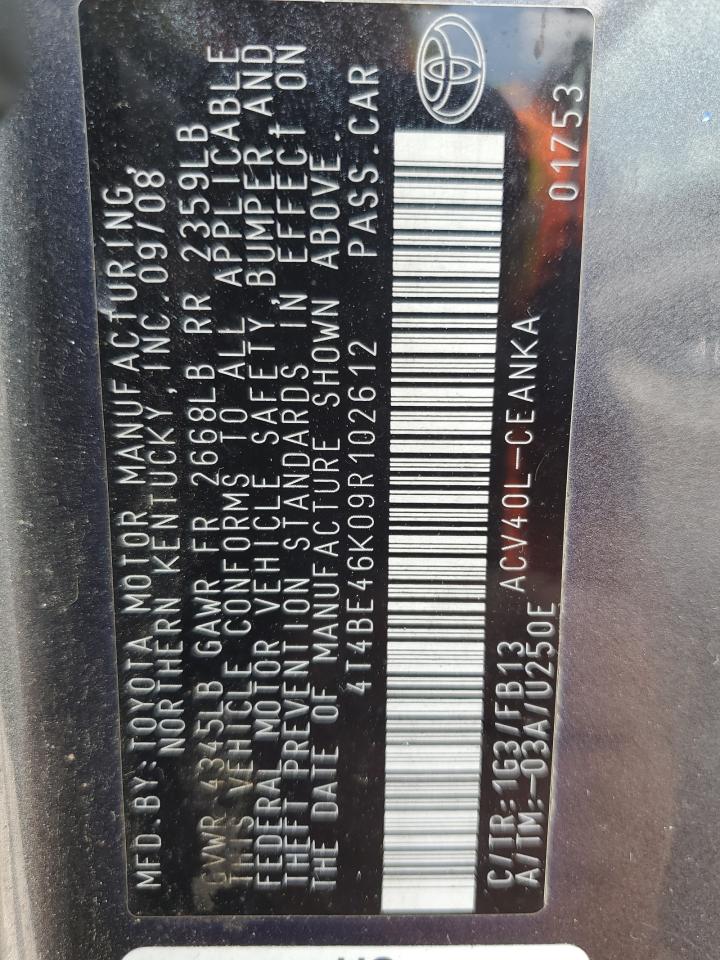 MFD.BY:TOYOTA MOTOR MANUFACTURING,
NORTHERN KENTUCKY,INC.09/08
GVWR 4345LB GAWR FR 2668LB RR 2359LB
THIS VEHICLE CONFORMS TO ALL APPLICABLE
FEDERAL MOTOR VEHICLE SAFETY,BUMPER AND
THEFT PREVENTION STANDARDS IN EFFECT ON
THE DATE OF MANUFACTURE SHOWN ABOVE.
4T4BE46K09R102612 PASS.CAR
C/TR:1G3/FB13 ACV40L-CEANKA 01753
A/TM:-03A/U250E